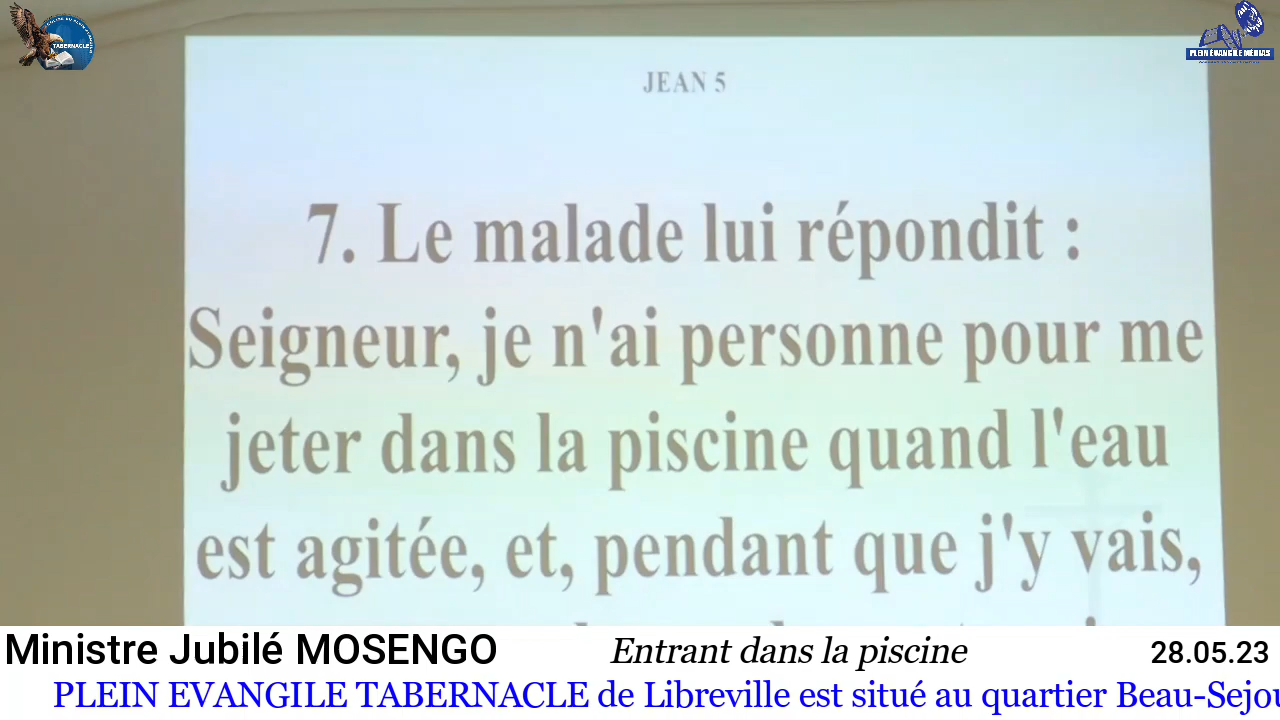 TABERNACLE
PLEIN ÉVANGILE MÉDIAS
JEAN 5
7. Le malade lui répondit :
Seigneur, je n'ai personne pour me
jeter dans la piscine quand l'eau
est agitée, et, pendant que j'y vais,
Ministre Jubilé MOSENGO
Entrant dans la piscine
28.05.23
PLEIN EVANGILE TABERNACLE de Libreville est situé au quartier Beau-Sejou